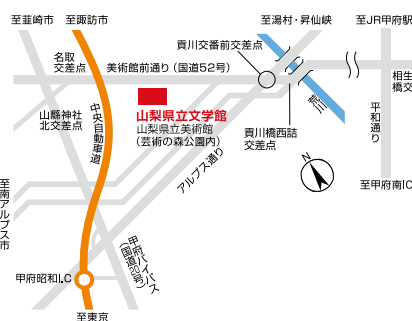 至韮崎市
至諏訪市
至湯村・昇仙峡
至JR甲府駅
名取
交差点
美術館前通り(国道52号)
貢川交番前交差点
相生
橋交
山縣神社
北交差点
中央自動車道
山梨県立文学館
山梨県立美術館
(芸術の森公園内)
荒川
貢川橋西詰
交差点
平和通り
アルプス通り
N
至甲府南IC
至南アルプス市
甲府バイパス
(国道20号)
甲府昭和I.C
至東京